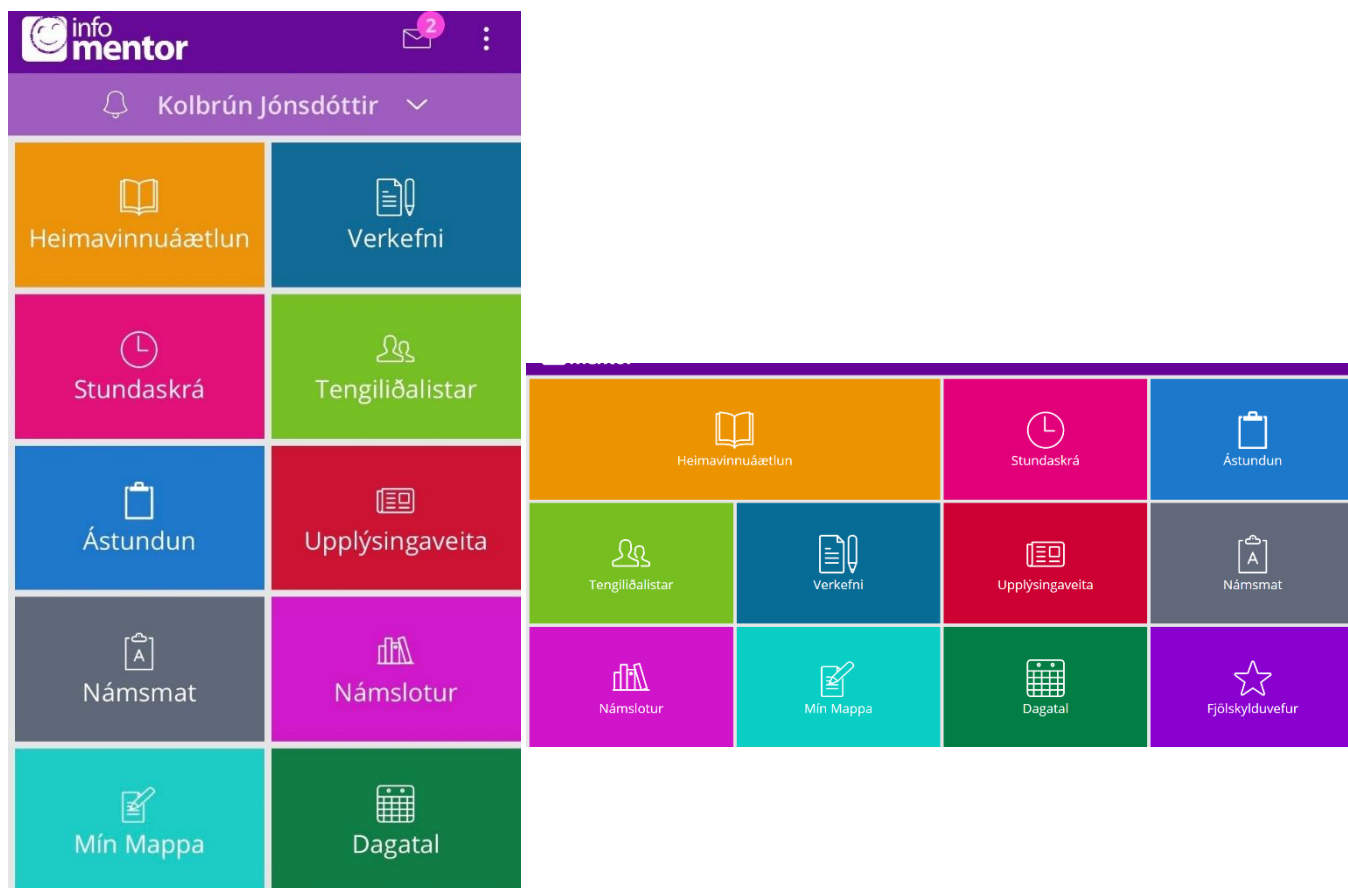 info
mentor
2
Kolbrún Jónsdóttir
Heimavinnuáætlun
Verkefni
Stundaskrá
Tengiliðalistar
Ástundun
Upplýsingaveita
A
Námsmat
Námslotur
Mín Mappa
Dagatal
Heimavinnuáætlun
Stundaskrá
Ástundun
Tengiliðalistar
Verkefni
Upplýsingaveita
A
Námsmat
Námslotur
Mín Mappa
Dagatal
Fjölskylduvefur